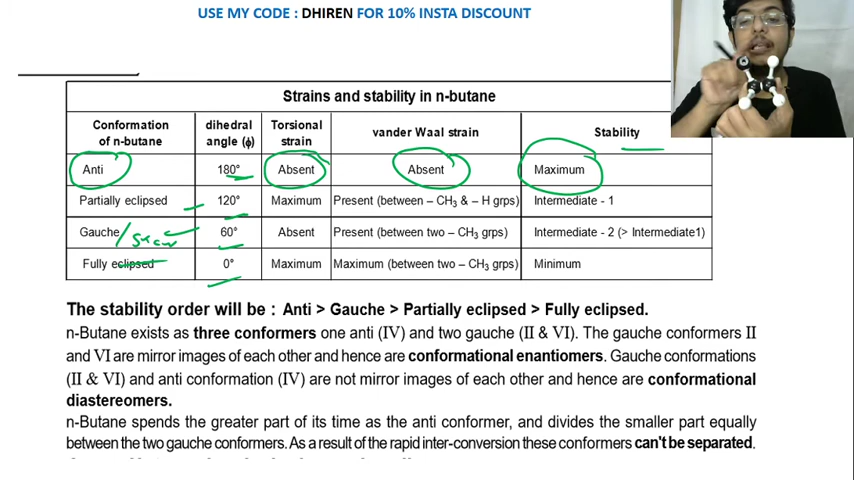 USE MY CODE : DHIREN FOR 10% INSTA DISCOUNT
Strains and stability in n-butane
Conformation of n-butane | dihedral angle (ϕ) | Torsional strain | vander Waal strain | Stability
Anti | 180° | Absent | Absent | Maximum
Partially eclipsed | 120° | Maximum | Present (between – CH₃ & – H grps) | Intermediate - 1
Gauche | 60° | Absent | Present (between two – CH₃ grps) | Intermediate - 2 (> Intermediate1)
Fully eclipsed | 0° | Maximum | Maximum (between two – CH₃ grps) | Minimum
The stability order will be : Anti > Gauche > Partially eclipsed > Fully eclipsed.
n-Butane exists as three conformers one anti (IV) and two gauche (II & VI). The gauche conformers II
and VI are mirror images of each other and hence are conformational enantiomers. Gauche conformations
(II & VI) and anti conformation (IV) are not mirror images of each other and hence are conformational
diastereomers.
n-Butane spends the greater part of its time as the anti conformer, and divides the smaller part equally
between the two gauche conformers. As a result of the rapid inter-conversion these conformers can't be separated.